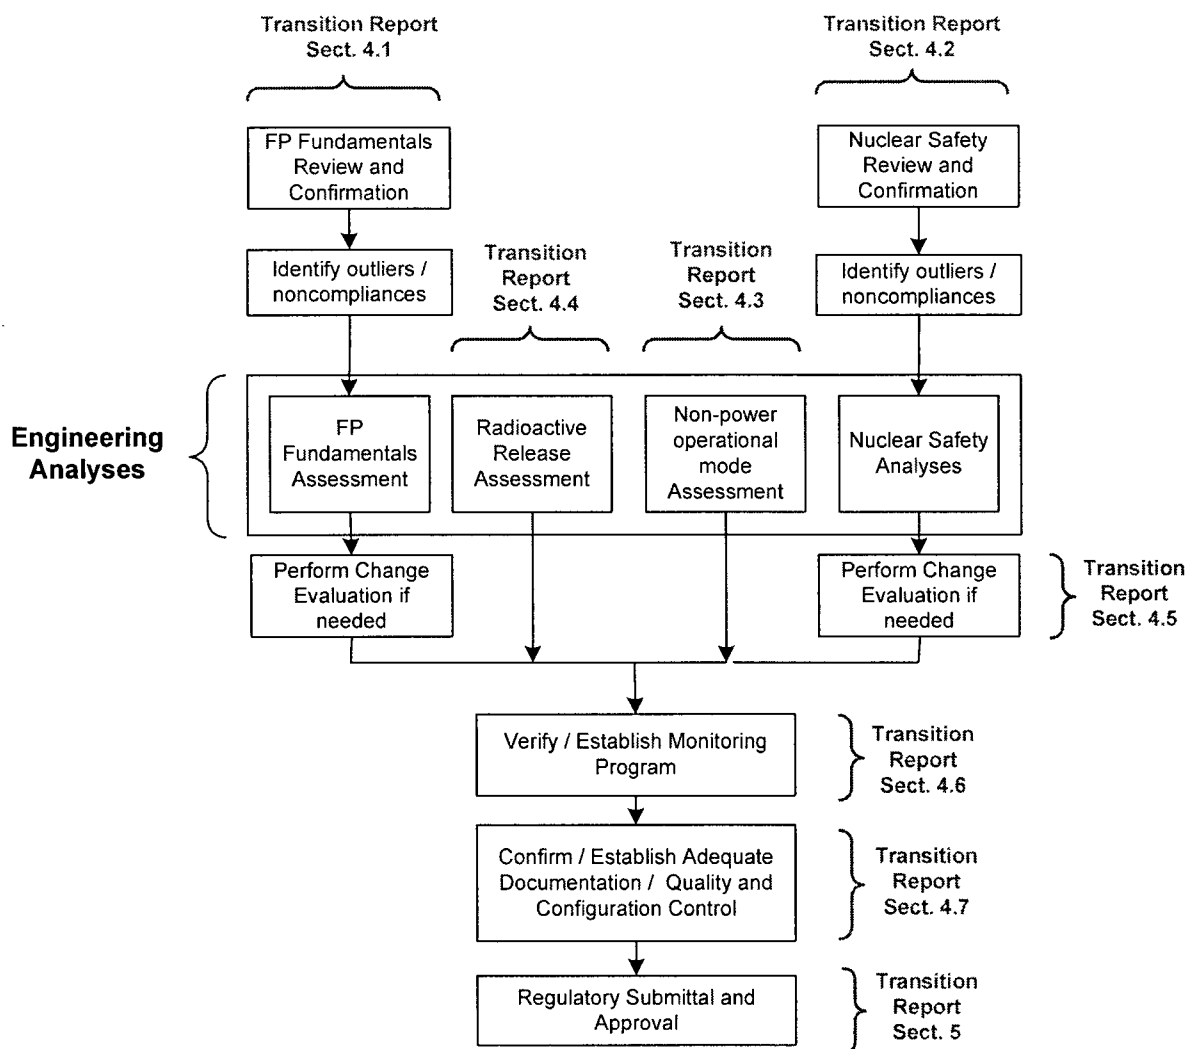 Transition Report
Sect. 4.1
Transition Report
Sect. 4.2
FP Fundamentals
Review and
Confirmation
Nuclear Safety
Review and
Confirmation
Identify outliers /
noncompliances
Transition
Report
Sect. 4.4
Transition
Report
Sect. 4.3
Identify outliers /
noncompliances
Engineering
Analyses
FP
Fundamentals
Assessment
Radioactive
Release
Assessment
Non-power
operational
mode
Assessment
Nuclear Safety
Analyses
Perform Change
Evaluation if
needed
Perform Change
Evaluation if
needed
Transition
Report
Sect. 4.5
Verify / Establish Monitoring
Program
Transition
Report
Sect. 4.6
Confirm / Establish Adequate
Documentation / Quality and
Configuration Control
Transition
Report
Sect. 4.7
Regulatory Submittal and
Approval
Transition
Report
Sect. 5